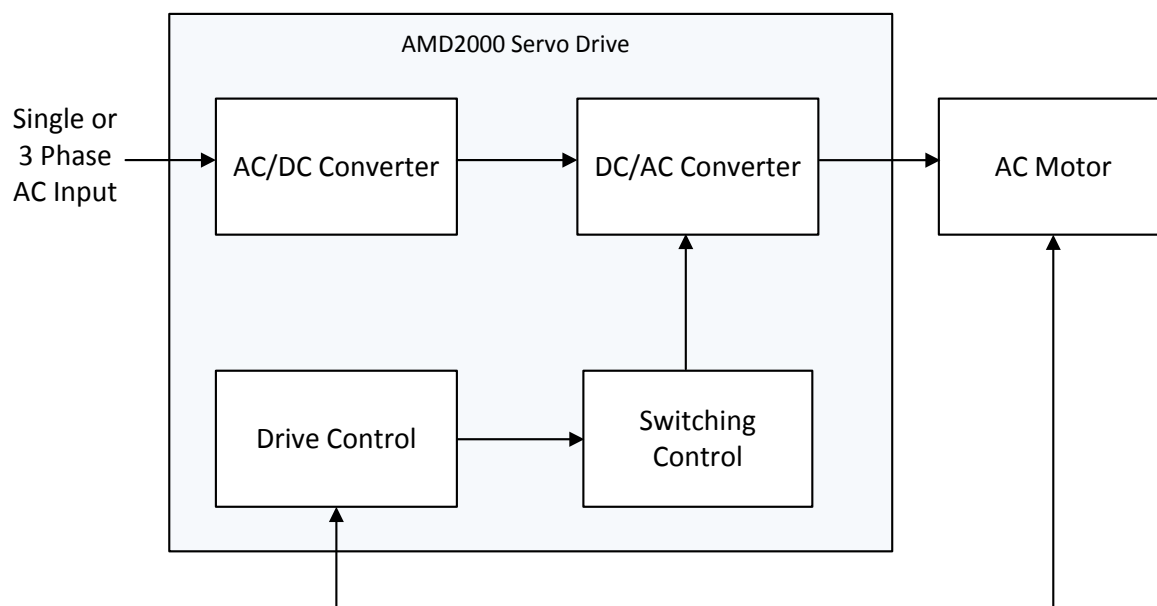 AMD2000 Servo Drive
Single or
3 Phase
AC Input
AC/DC Converter
DC/AC Converter
AC Motor
Drive Control
Switching
Control